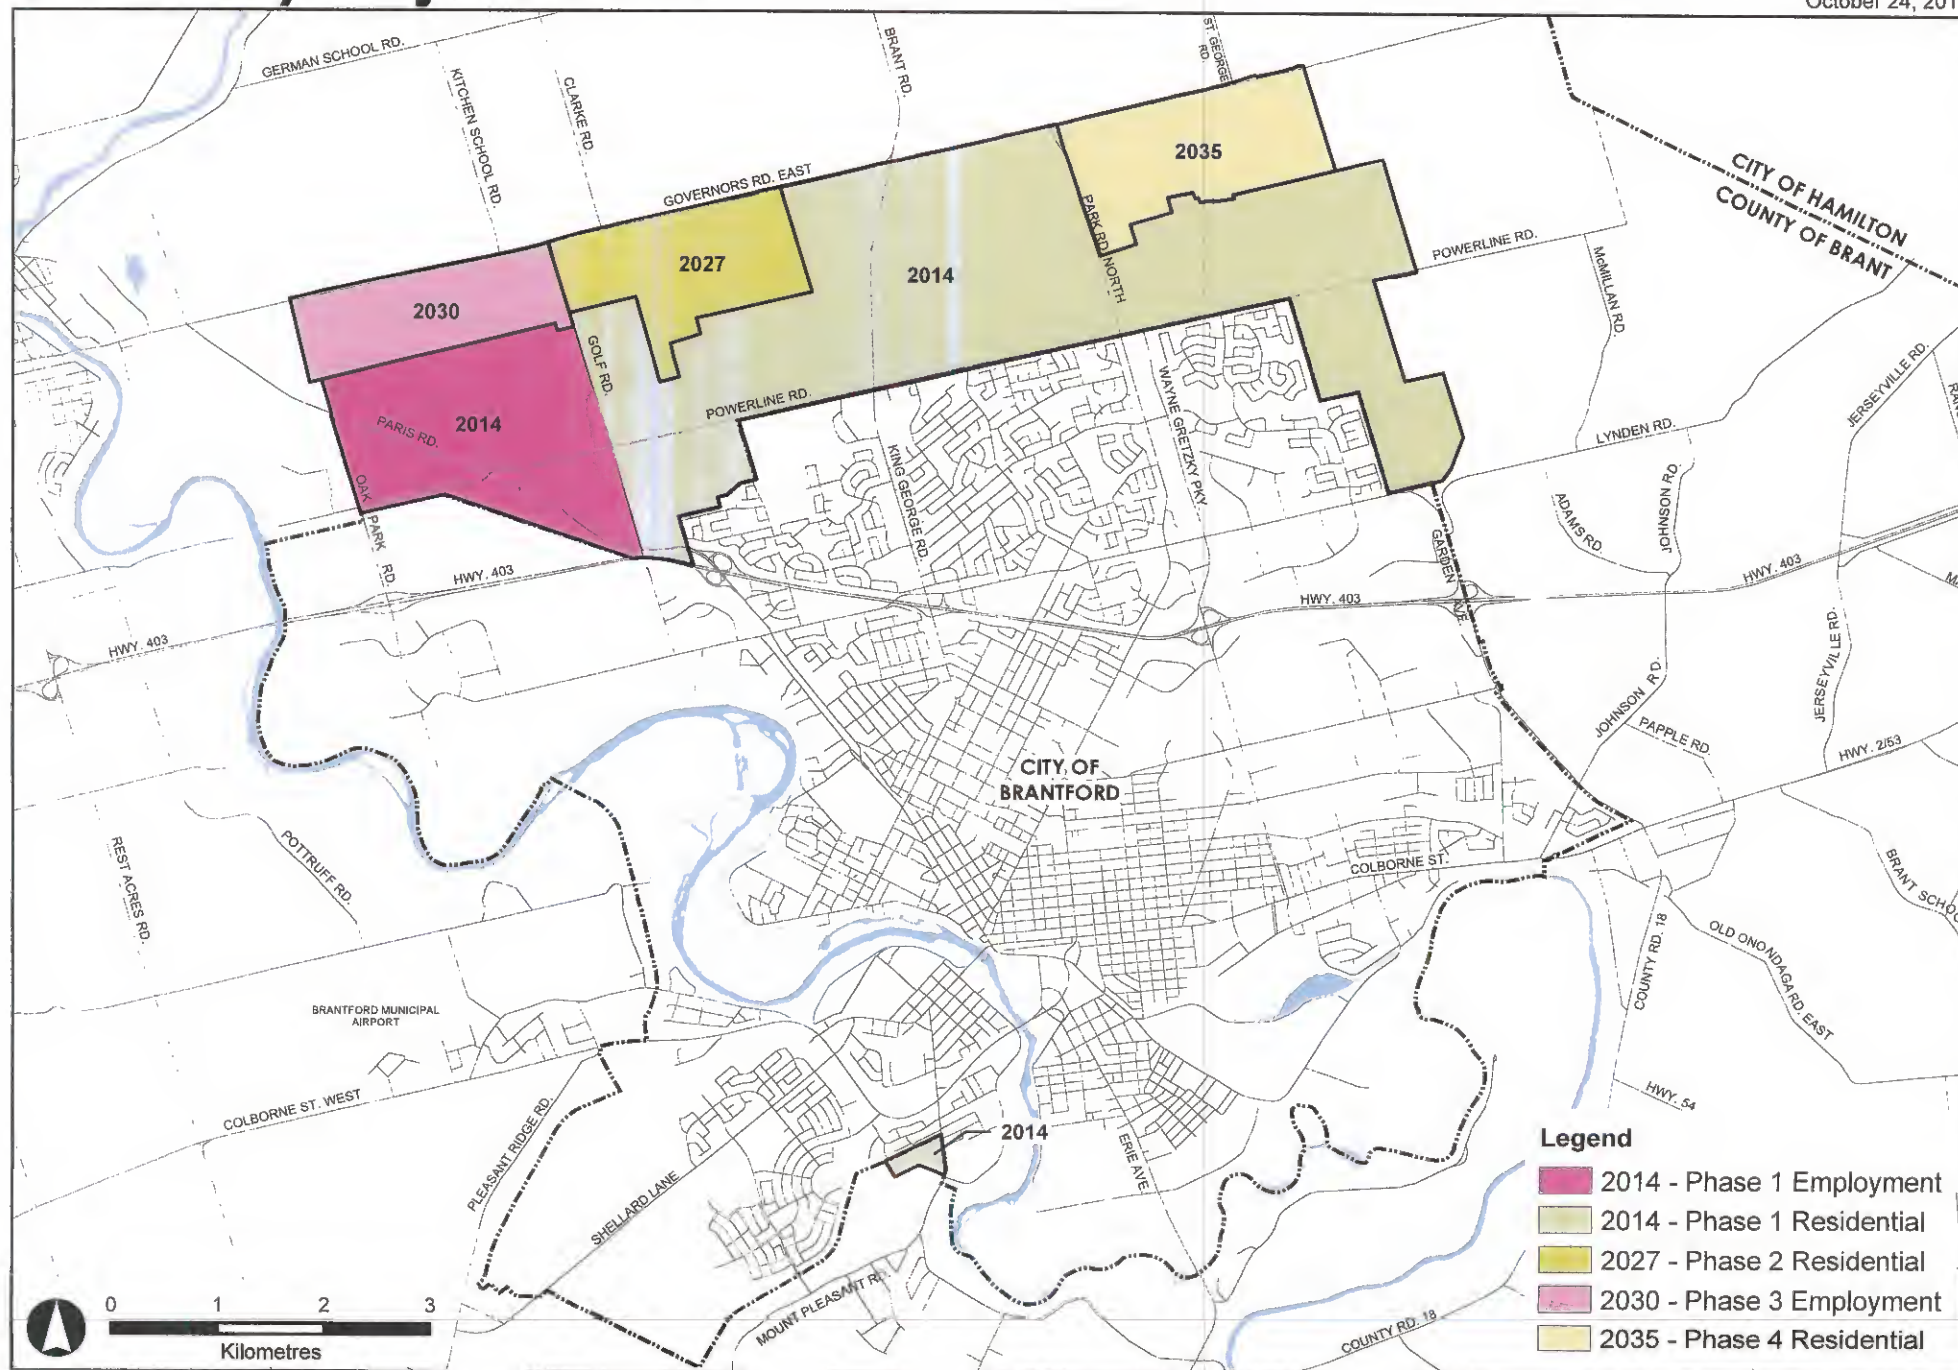 October 24, 201
GERMAN SCHOOL RD.
KITCHEN SCHOOL RD.
CLARKE RD.
BRANT RD.
ST. GEORGE
RD.
CITY OF HAMILTON
COUNTY OF BRANT
GOVERNORS RD. EAST
2035
PARK RD. NORTH
2027
2014
2030
POWERLINE RD.
McMILLAN RD.
GOLF RD.
JERSEYVILLE RD.
POWERLINE RD.
2014
PARIS RD.
WAYNE GRETZKY PKY
KING GEORGE RD.
LYNDEN RD.
OAK PARK RD.
ADAMS RD.
JOHNSON RD.
GARDEN AVE.
HWY. 403
HWY. 403
HWY. 403
HWY. 403
JERSEYVILLE RD.
JOHNSON RD.
PAPPLE RD.
HWY. 2/53
CITY OF
BRANTFORD
REST ACRES RD.
POTTRUFF RD.
COLBORNE ST.
BRANT SCHOO
COUNTY RD. 18
OLD ONONDAGA RD. EAST
BRANTFORD MUNICIPAL
AIRPORT
COLBORNE ST. WEST
PLEASANT RIDGE RD.
HWY. 54
2014
ERIE AVE.
SHELLARD LANE
MOUNT PLEASANT RD.
COUNTY RD. 18
Legend
2014 - Phase 1 Employment
2014 - Phase 1 Residential
2027 - Phase 2 Residential
2030 - Phase 3 Employment
2035 - Phase 4 Residential
0 1 2 3
Kilometres